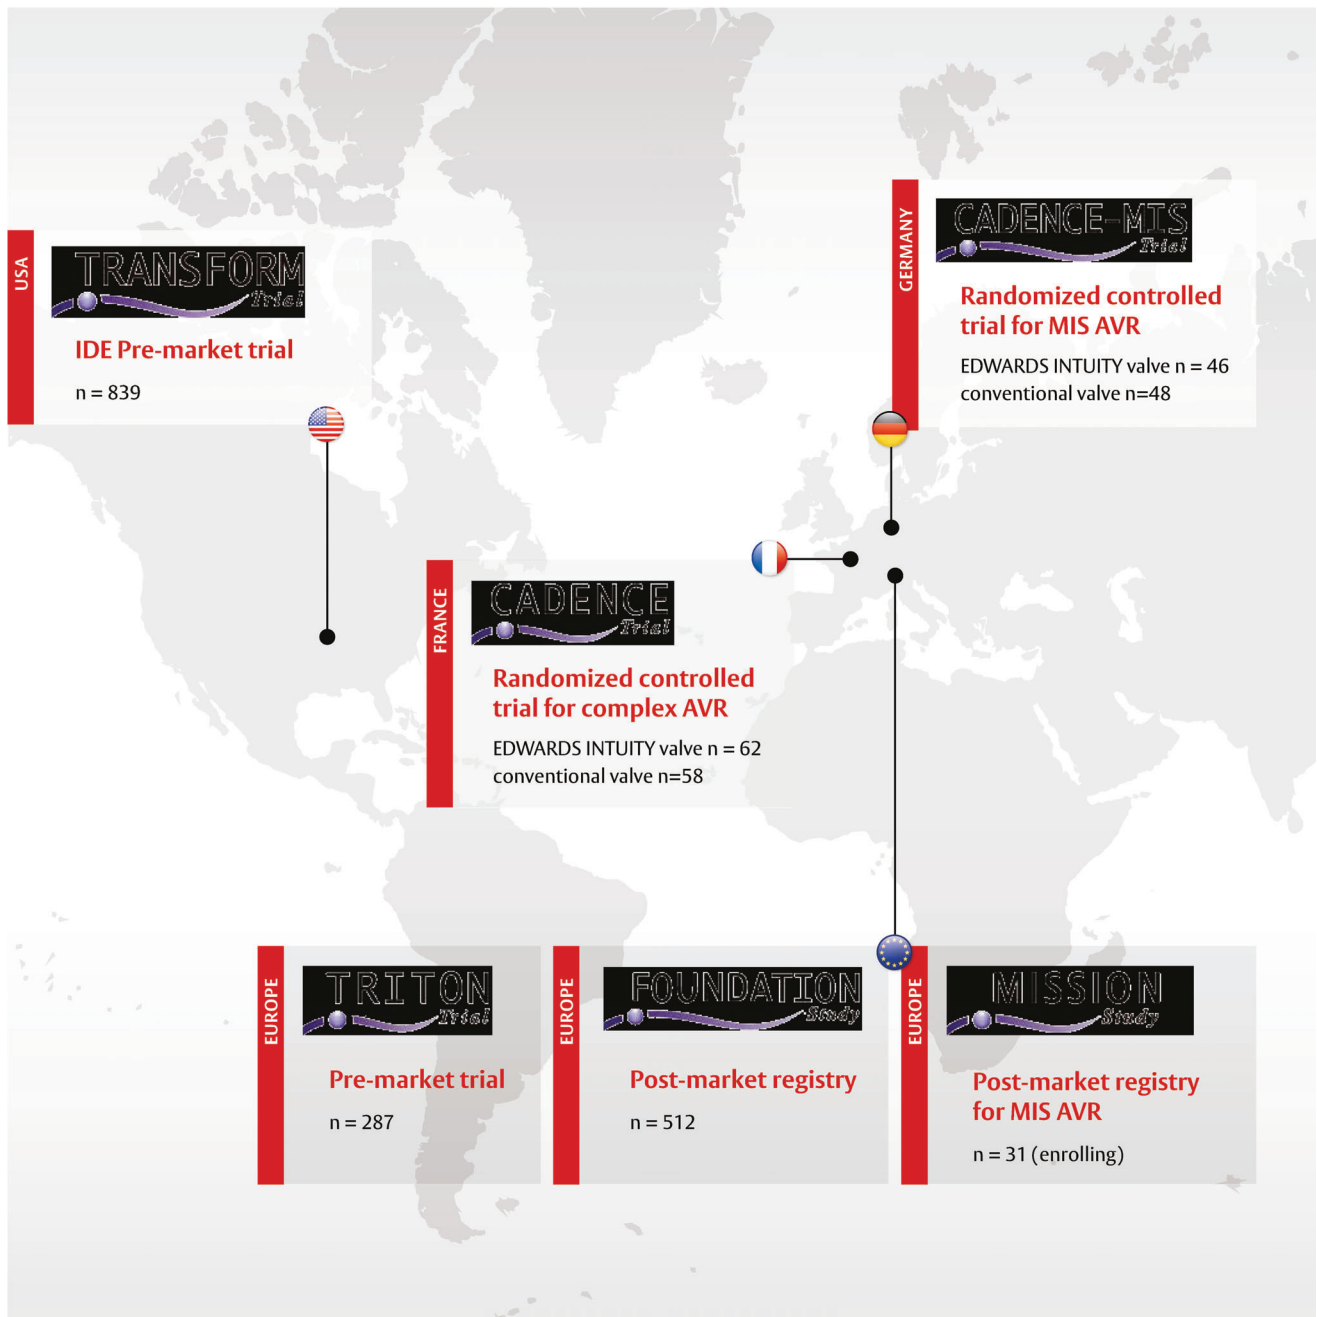 USA
TRANSFORM
Trial
IDE Pre-market trial
n = 839
GERMANY
CADENCE-MIS
Trial
Randomized controlled
trial for MIS AVR
EDWARDS INTUITY valve n = 46
conventional valve n=48
FRANCE
CADENCE
Trial
Randomized controlled
trial for complex AVR
EDWARDS INTUITY valve n = 62
conventional valve n=58
EUROPE
TRITON
Trial
Pre-market trial
n = 287
EUROPE
FOUNDATION
Study
Post-market registry
n = 512
EUROPE
MISSION
Study
Post-market registry
for MIS AVR
n = 31 (enrolling)